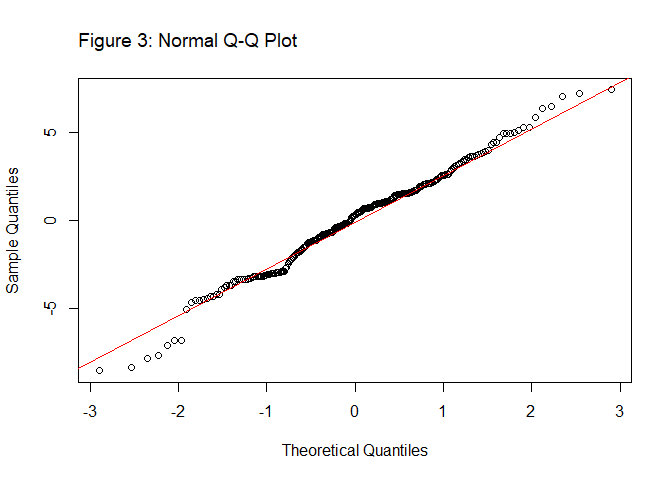 Figure 3: Normal Q-Q Plot
5
0
-5
Sample Quantiles
-3 -2 -1 0 1 2 3
Theoretical Quantiles